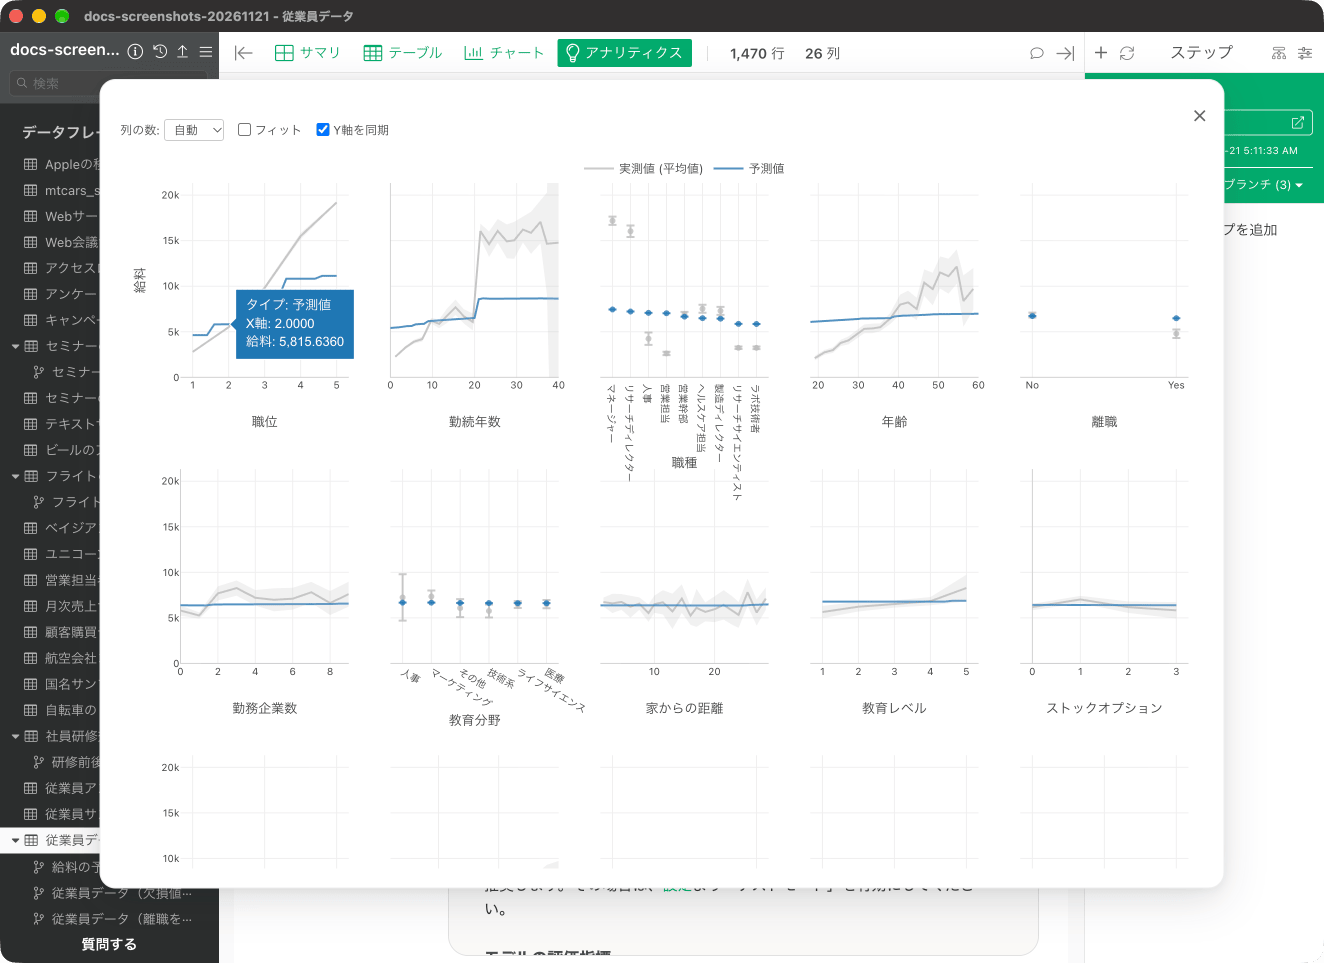 docs-screenshots-20261121 - 従業員データ
docs-screen...
サマリ
テーブル
チャート
アナリティクス
1,470 行
26 列
ステップ
検索
データフレー
Appleの
mtcars_s
Webサー
Web会議
アクセス
アンケー
キャンペ
セミナー
セミナー
セミナー
テキスト
ビールの
フライト
フライト
ベイジア
ユニコー
営業担当
月次売上
顧客購買
航空会社
国名サン
自転車の
社員研修
研修前後
従業員ア
従業員サ
従業員デ
給料の予
従業員データ（欠損値…
従業員データ（離職を…
質問する
-21 5:11:33 AM
ブランチ (3)
プを追加
列の数:
自動
フィット
Y軸を同期
実測値 (平均値)
予測値
給料
20k
15k
10k
5k
0
1
2
3
4
5
職位
タイプ: 予測値
X軸: 2.0000
給料: 5,815.6360
0
10
20
30
40
勤続年数
マネージャー
リサーチディレクター
人事
営業担当
営業幹部
ヘルスケア担当
製造ディレクター
リサーチサイエンティスト
ラボ技術者
職種
20
30
40
50
60
年齢
No
Yes
離職
20k
15k
10k
5k
0
0
2
4
6
8
勤務企業数
人事
マーケティング
その他
技術系
ライフサイエンス
医療
教育分野
10
20
家からの距離
1
2
3
4
5
教育レベル
0
1
2
3
ストックオプション
20k
15k
10k
い。
モデルの評価指標